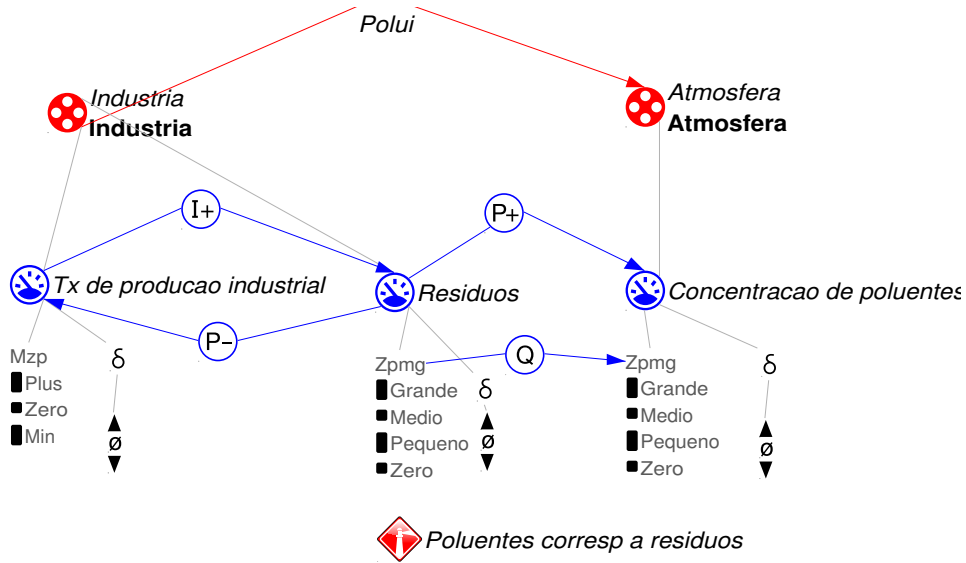 Polui
Industria
Industria
Atmosfera
Atmosfera
I+
P+
Tx de producao industrial
Residuos
Concentracao de poluentes
P-
Q
Mzp
δ
Plus
Zero
Min
ø
Zpmg
δ
Grande
Medio
Pequeno
Zero
ø
Zpmg
δ
Grande
Medio
Pequeno
Zero
ø
Poluentes corresp a residuos